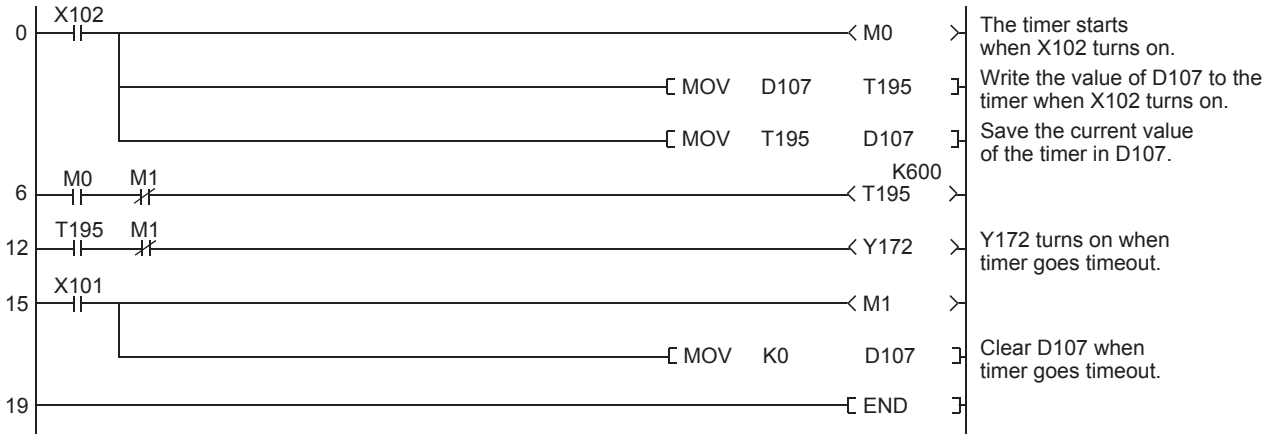 X102
0 M0 The timer starts
when X102 turns on.
MOV D107 T195 Write the value of D107 to the
timer when X102 turns on.
MOV T195 D107 Save the current value
of the timer in D107.
K600
6 M0 M1 T195
12 T195 M1 Y172 Y172 turns on when
timer goes timeout.
X101
15 M1
MOV K0 D107 Clear D107 when
timer goes timeout.
19 END